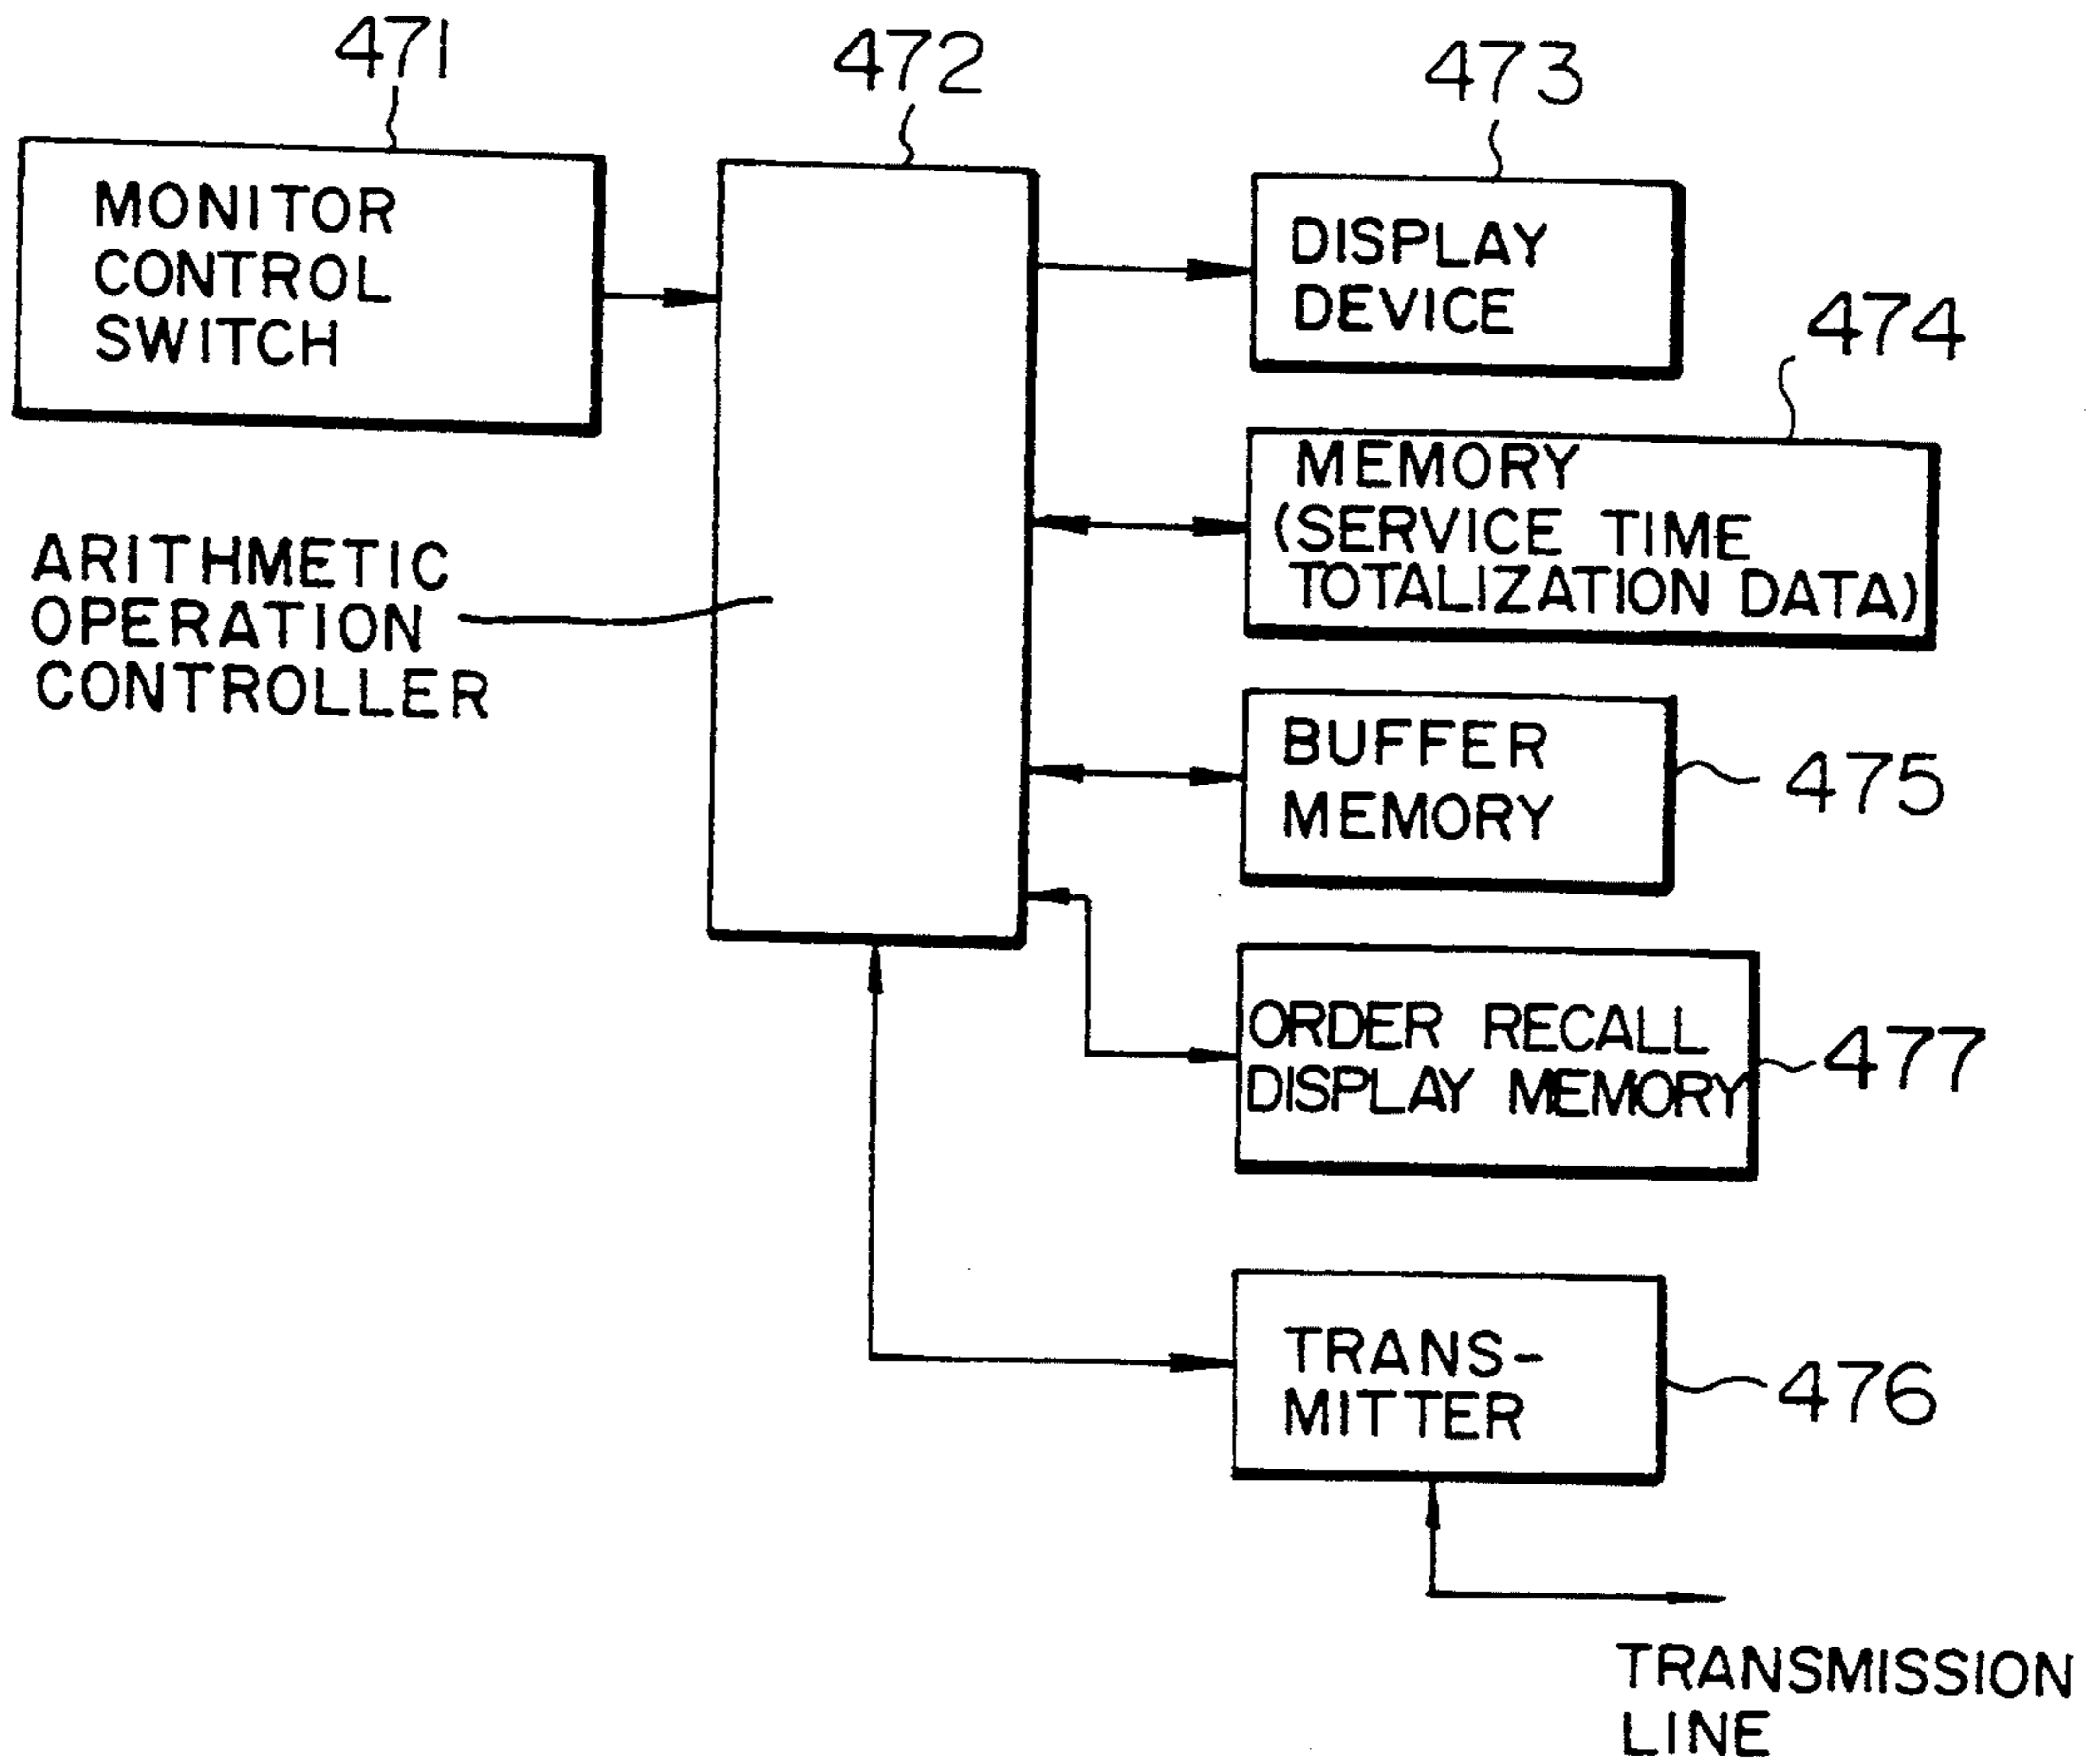 471
472
473
MONITOR
CONTROL
SWITCH
DISPLAY
DEVICE
474
MEMORY
(SERVICE TIME
TOTALIZATION DATA)
ARITHMETIC
OPERATION
CONTROLLER
BUFFER
MEMORY
475
ORDER RECALL
DISPLAY MEMORY
477
TRANS-
MITTER
476
TRANSMISSION
LINE